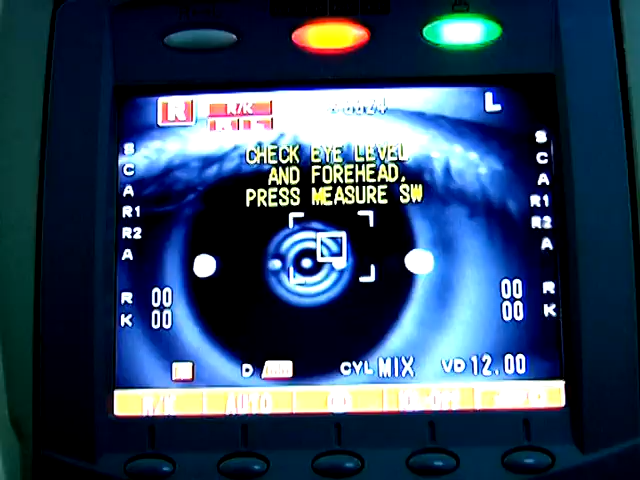 R R/K L
CHECK EYE LEVEL
AND FOREHEAD.
PRESS MEASURE SW
S S
C C
A A
R1 R1
R2 R2
A A
R 00 00 R
K 00 00 K
D CYL MIX VD 12.00
R/K AUTO